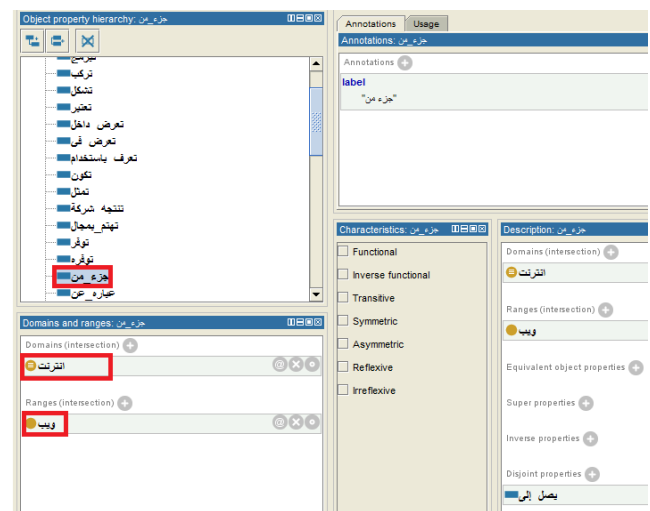 Object property hierarchy: جزء_من
تركب
تشكل
تعتبر
تعرض داخل
تعرض في
تعرف باستخدام
تكون
تمثل
تنتجه شركة
تهتم_بمجال
توفر
توفره
جزء_من
عباره_عن
Domains and ranges: جزء_من
Domains (intersection)
انترنت
Ranges (intersection)
ويب
Annotations
Usage
Annotations: جزء_من
Annotations
label
"جزء من"
Characteristics: جزء_من
Functional
Inverse functional
Transitive
Symmetric
Asymmetric
Reflexive
Irreflexive
Description: جزء_من
Domains (intersection)
انترنت
Ranges (intersection)
ويب
Equivalent object properties
Super properties
Inverse properties
Disjoint properties
يصل إلى